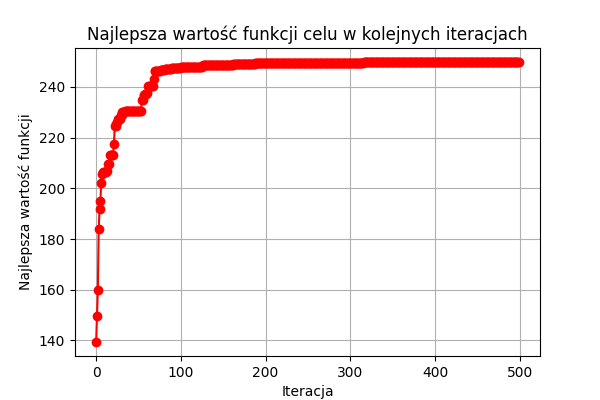 Najlepsza wartość funkcji celu w kolejnych iteracjach
Najlepsza wartość funkcji
240
220
200
180
160
140
0 100 200 300 400 500
Iteracja